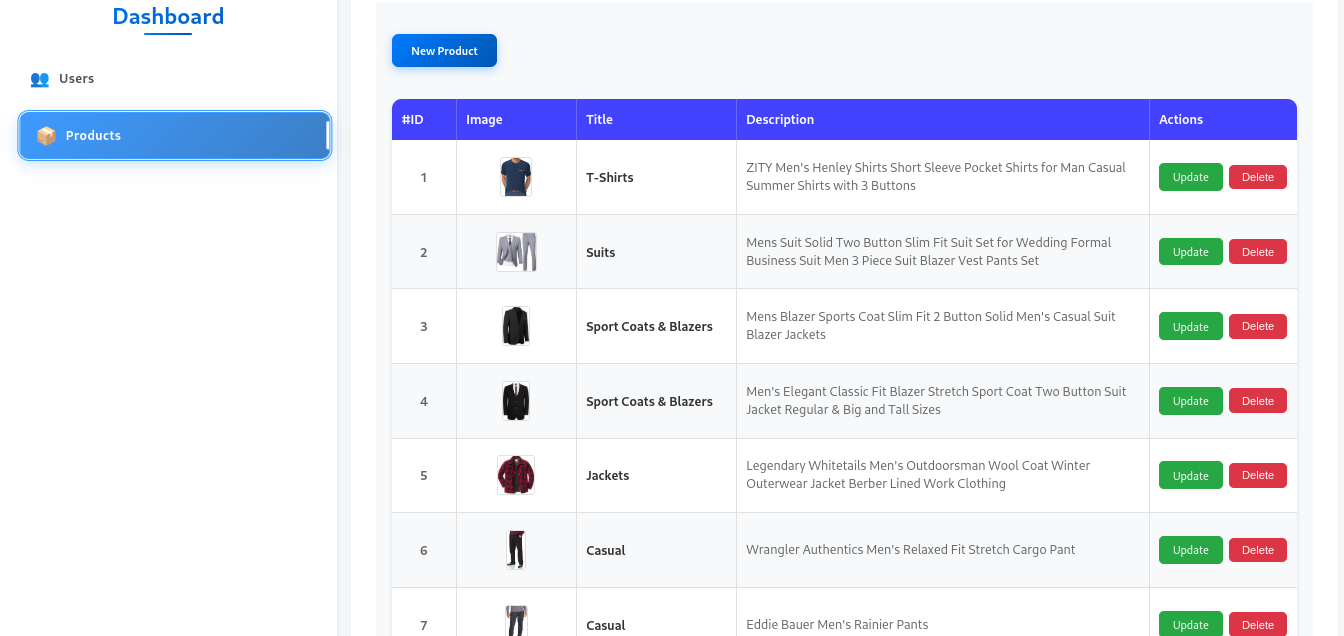 Dashboard
Users
Products
New Product
#ID Image Title Description Actions
1 T-Shirts ZITY Men's Henley Shirts Short Sleeve Pocket Shirts for Man Casual
Summer Shirts with 3 Buttons Update Delete
2 Suits Mens Suit Solid Two Button Slim Fit Suit Set for Wedding Formal
Business Suit Men 3 Piece Suit Blazer Vest Pants Set Update Delete
3 Sport Coats & Blazers Mens Blazer Sports Coat Slim Fit 2 Button Solid Men's Casual Suit
Blazer Jackets Update Delete
4 Sport Coats & Blazers Men's Elegant Classic Fit Blazer Stretch Sport Coat Two Button Suit
Jacket Regular & Big and Tall Sizes Update Delete
5 Jackets Legendary Whitetails Men's Outdoorsman Wool Coat Winter
Outerwear Jacket Berber Lined Work Clothing Update Delete
6 Casual Wrangler Authentics Men's Relaxed Fit Stretch Cargo Pant Update Delete
7 Casual Eddie Bauer Men's Rainier Pants Update Delete